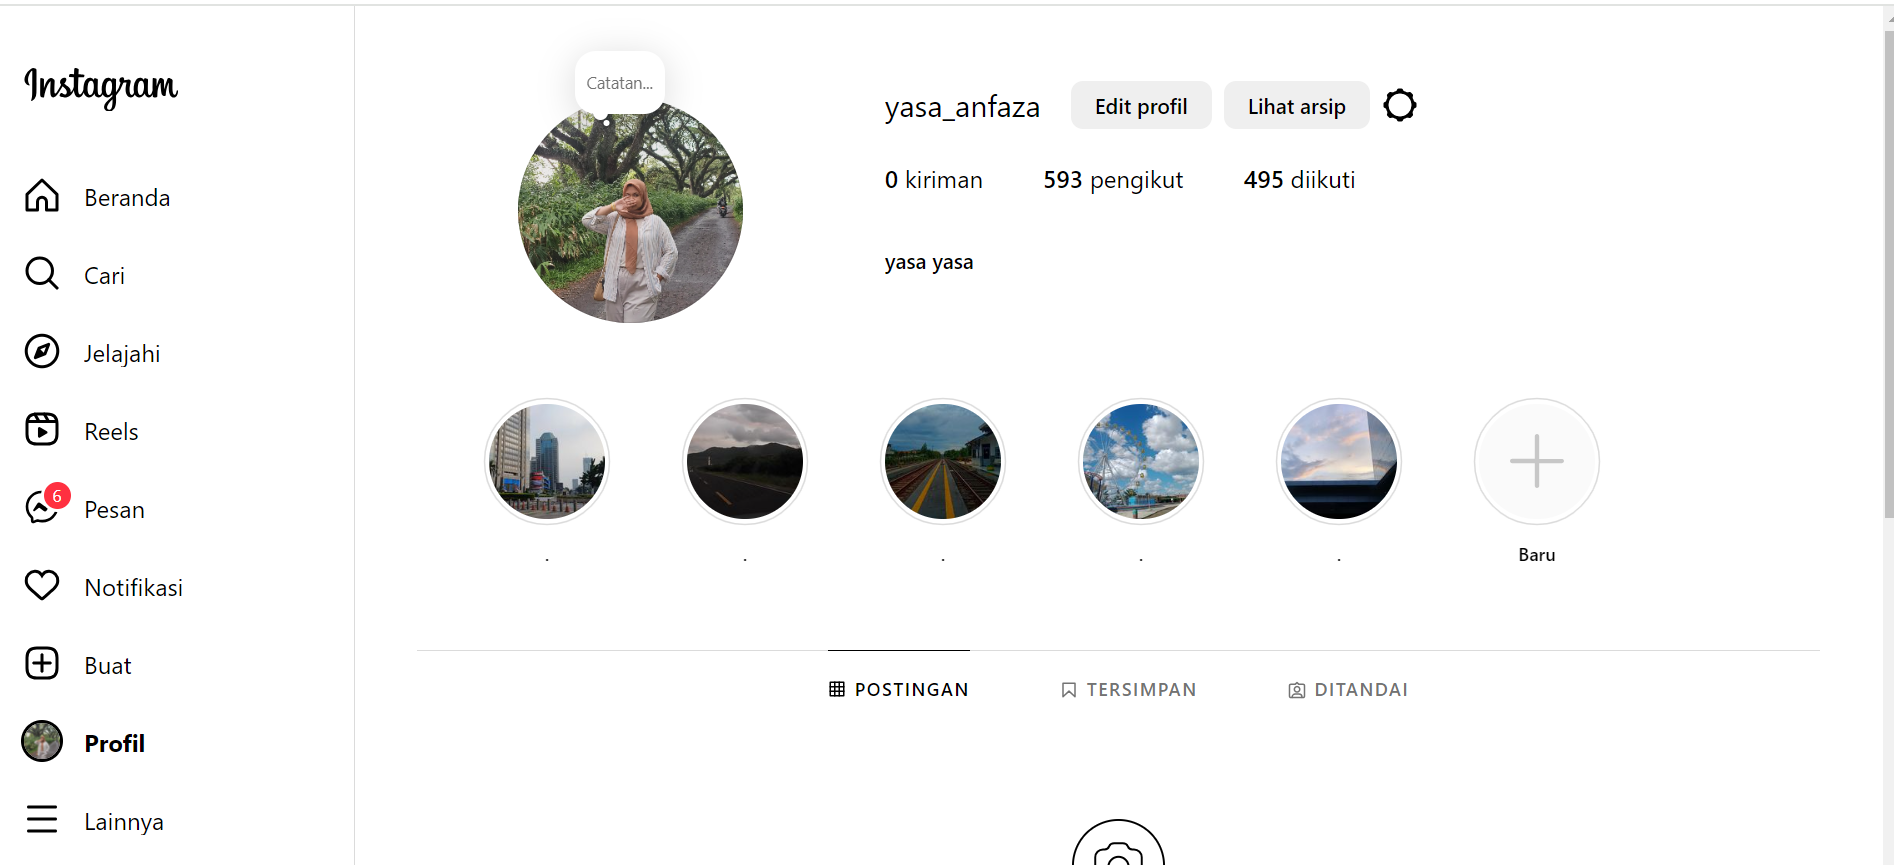 Instagram
Beranda
Cari
Jelajahi
Reels
6
Pesan
Notifikasi
Buat
Profil
Lainnya
Catatan...
yasa_anfaza
Edit profil
Lihat arsip
0 kiriman 593 pengikut 495 diikuti
yasa yasa
. . . . . Baru
POSTINGAN TERSIMPAN DITANDAI